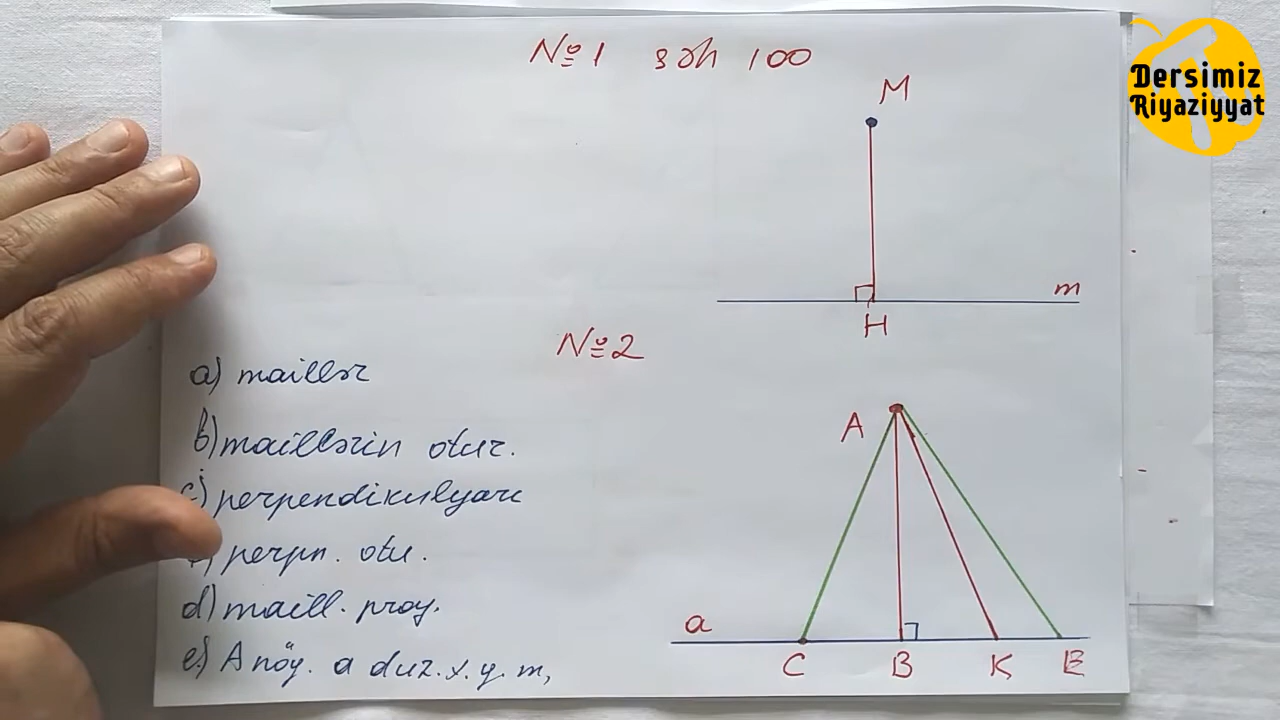 №1 səh 100
Dersimiz
Riyaziyyat
M
m
H
№2
a) maillər
b) maillərin otur.
c) perpendikulyarı
ç) perpn. otu.
d) maill. proy.
e) A nöq. a düz. x. y. m,
A
a
C B K E